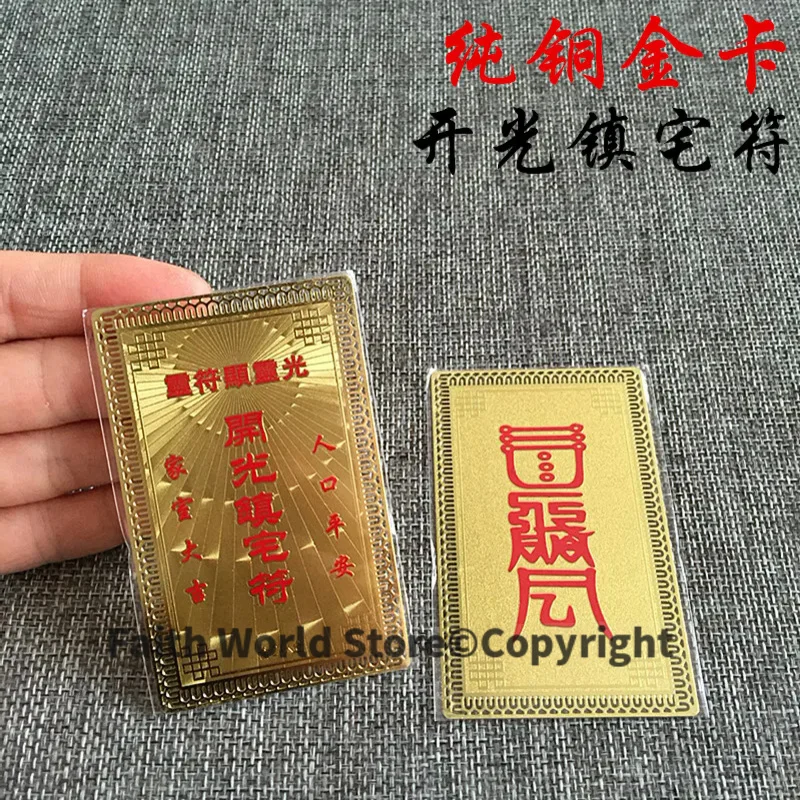 纯铜金卡
开光镇宅符
靈符顯靈光
人口平安
開光鎮宅符
家室大吉
Faith World Store©Copyright